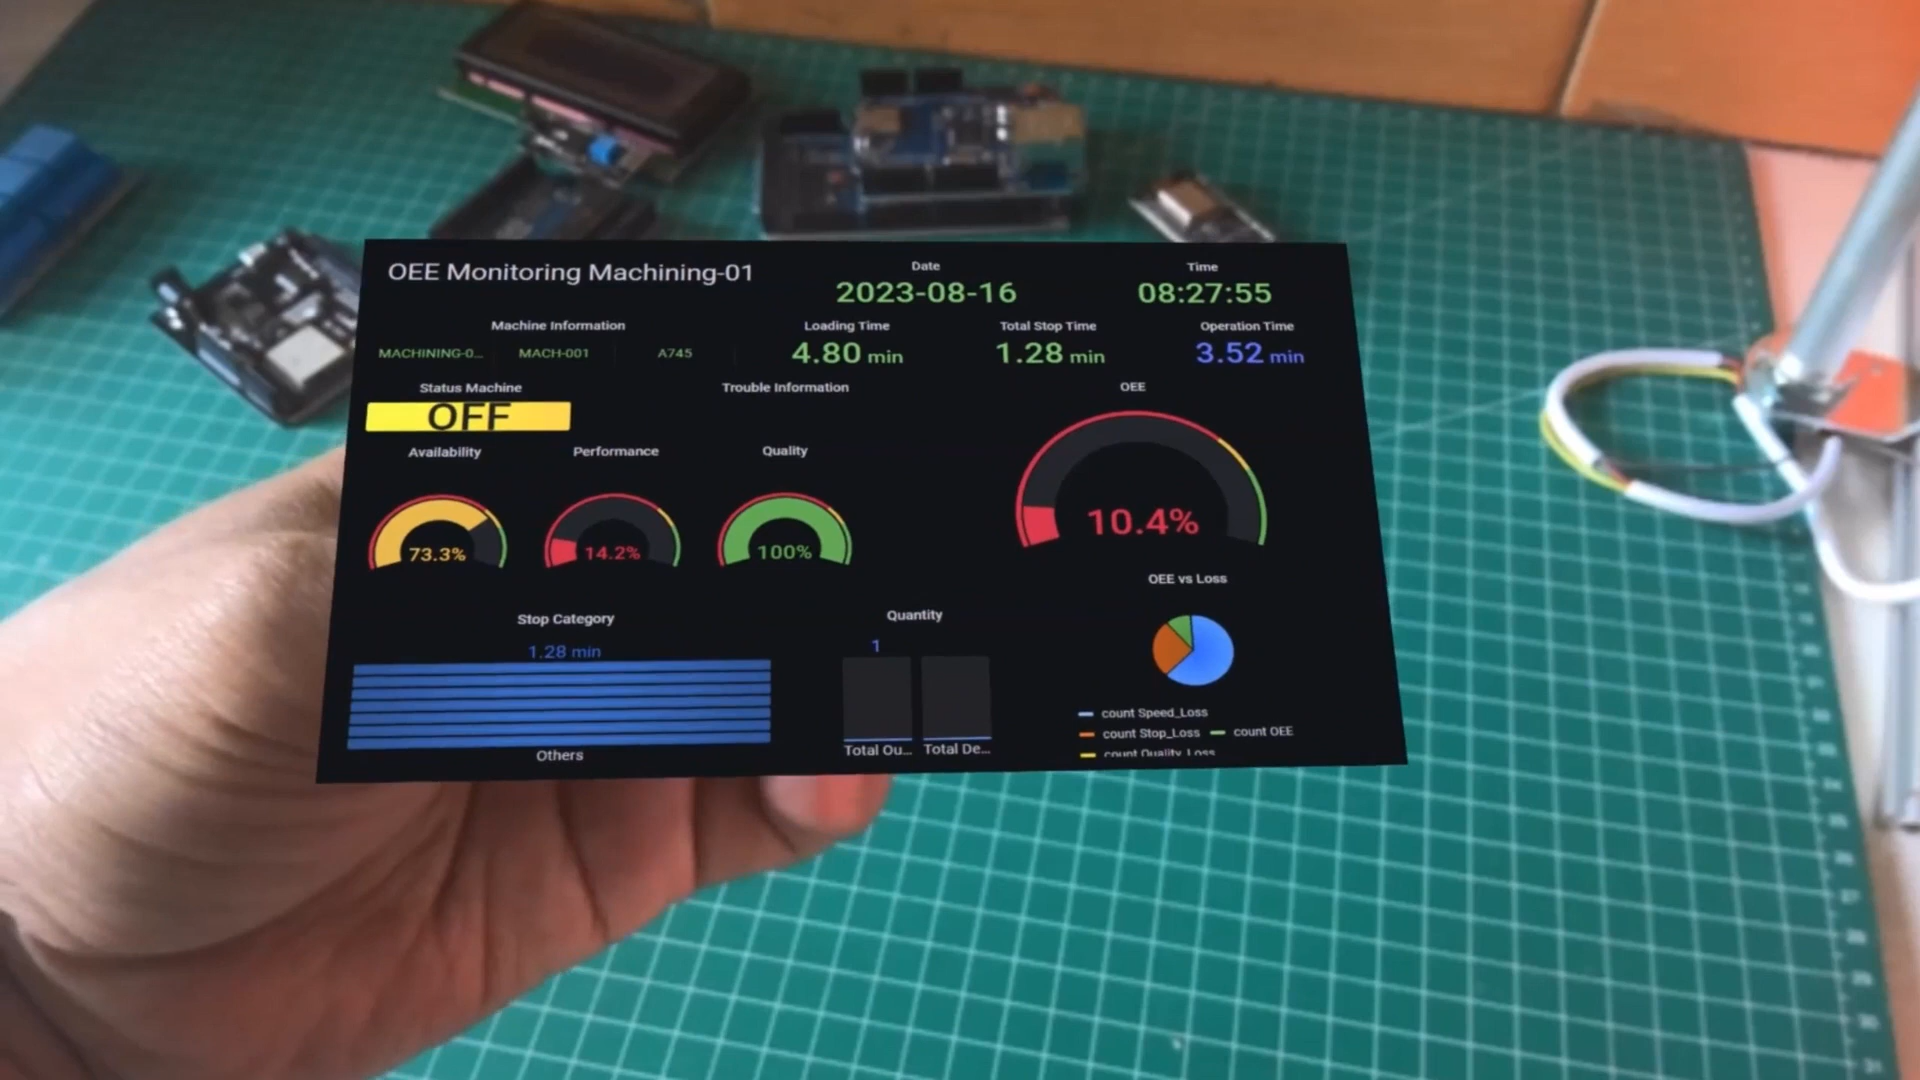 OEE Monitoring Machining-01
Date
2023-08-16
Time
08:27:55
Machine Information
MACHINING-0...
MACH-001
A745
Loading Time
4.80 min
Total Stop Time
1.28 min
Operation Time
3.52 min
Status Machine
OFF
Trouble Information
OEE
10.4%
Availability
73.3%
Performance
14.2%
Quality
100%
OEE vs Loss
count Speed_Loss
count Stop_Loss
count OEE
count Quality_Loss
Stop Category
1.28 min
Others
Quantity
1
Total Ou...
Total De...